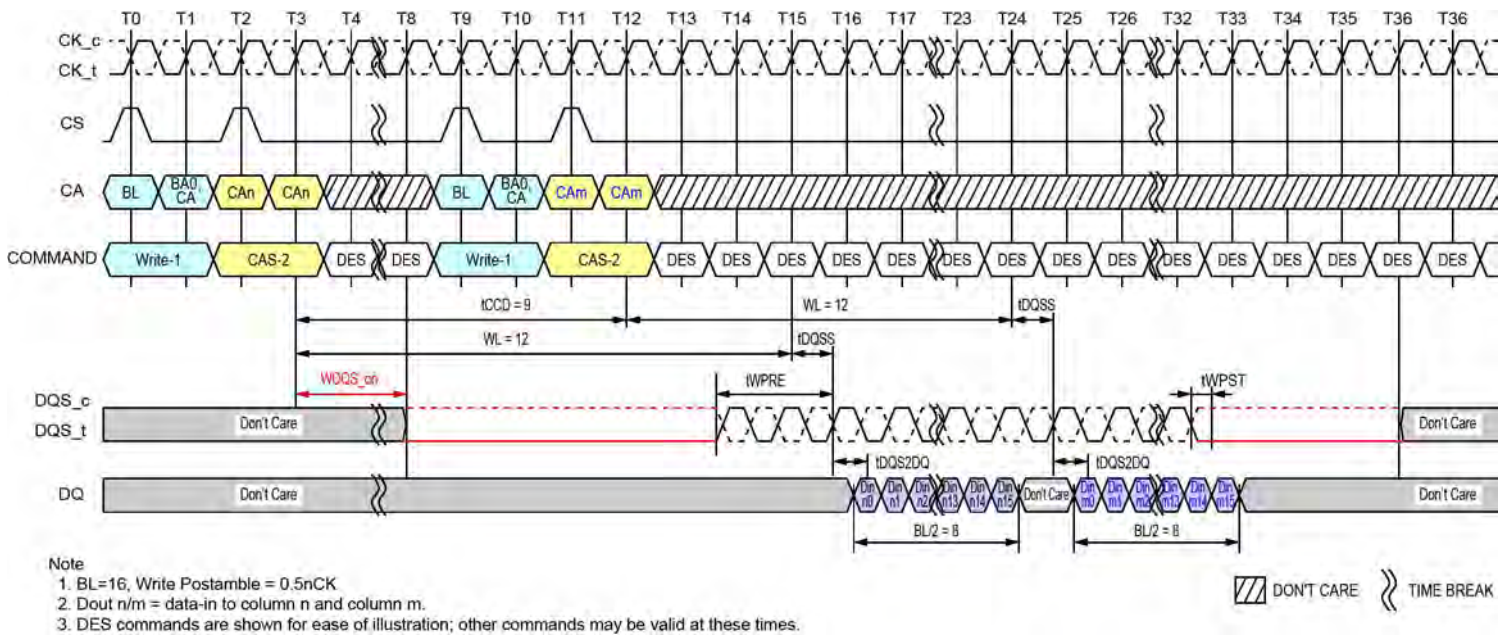 T0 T1 T2 T4 T8 T9 T10 T11 T12 T13 T14 T15 T16 T17 T23 T24 T25 T26 T32 T33 T34 T35 T36 T36
CK_c
CK_t
CS
CA BL BA0, CA CAn CAn BL BA0, CA CAm CAm
COMMAND Write-1 CAS-2 DES DES Write-1 CAS-2 DES DES DES DES DES DES DES DES DES DES DES DES DES DES DES
tCCD = 9 WL = 12 tDQSS
WL = 12 tDQSS
WDQS_on tWPRE tWPST
DQS_c
DQS_t Don't Care Don't Care
tDQS2DQ tDQS2DQ
DQ Don't Care Din n0 Din n1 Din n2 Din n13 Din n14 Din n15 Don't Care Din m0 Din m1 Din m2 Din m13 Din m14 Din m15 Don't Care
BL/2 = 8 BL/2 = 8
Note
1. BL=16, Write Postamble = 0.5nCK
2. Dout n/m = data-in to column n and column m.
3. DES commands are shown for ease of illustration; other commands may be valid at these times.
DON'T CARE TIME BREAK